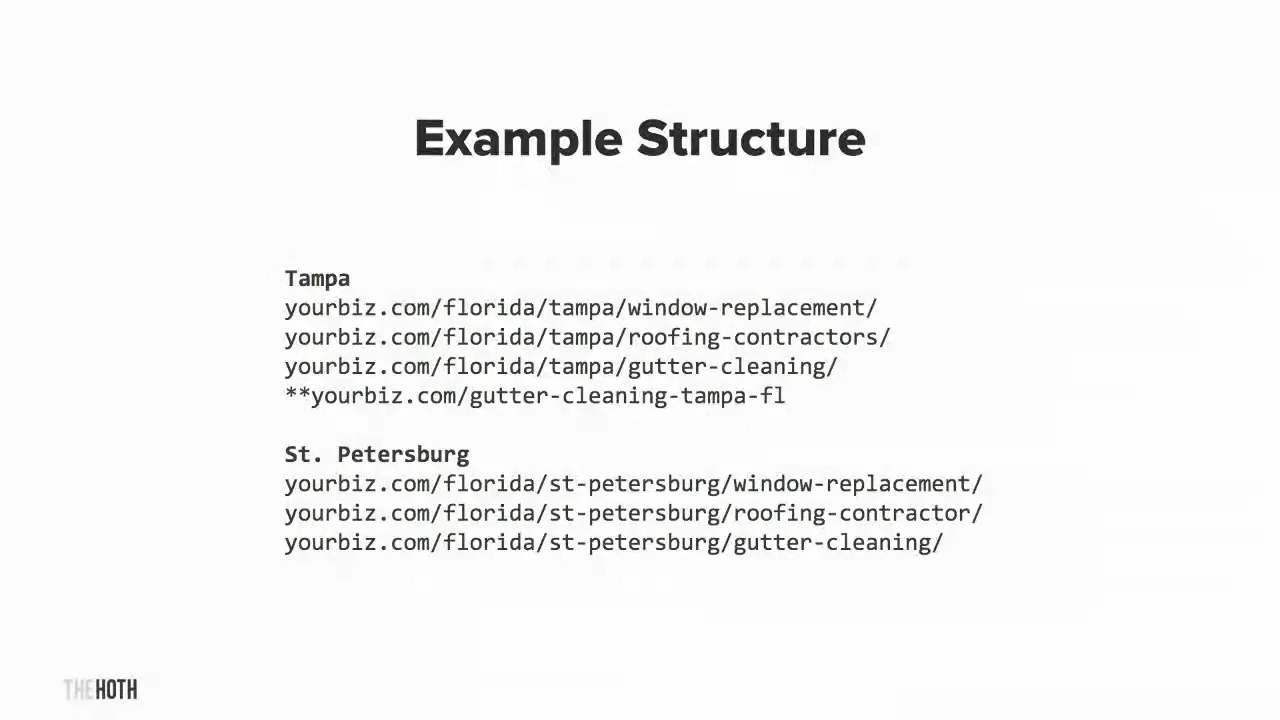 Example Structure
Tampa
yourbiz.com/florida/tampa/window-replacement/
yourbiz.com/florida/tampa/roofing-contractors/
yourbiz.com/florida/tampa/gutter-cleaning/
**yourbiz.com/gutter-cleaning-tampa-fl
St. Petersburg
yourbiz.com/florida/st-petersburg/window-replacement/
yourbiz.com/florida/st-petersburg/roofing-contractor/
yourbiz.com/florida/st-petersburg/gutter-cleaning/
THEHOTH